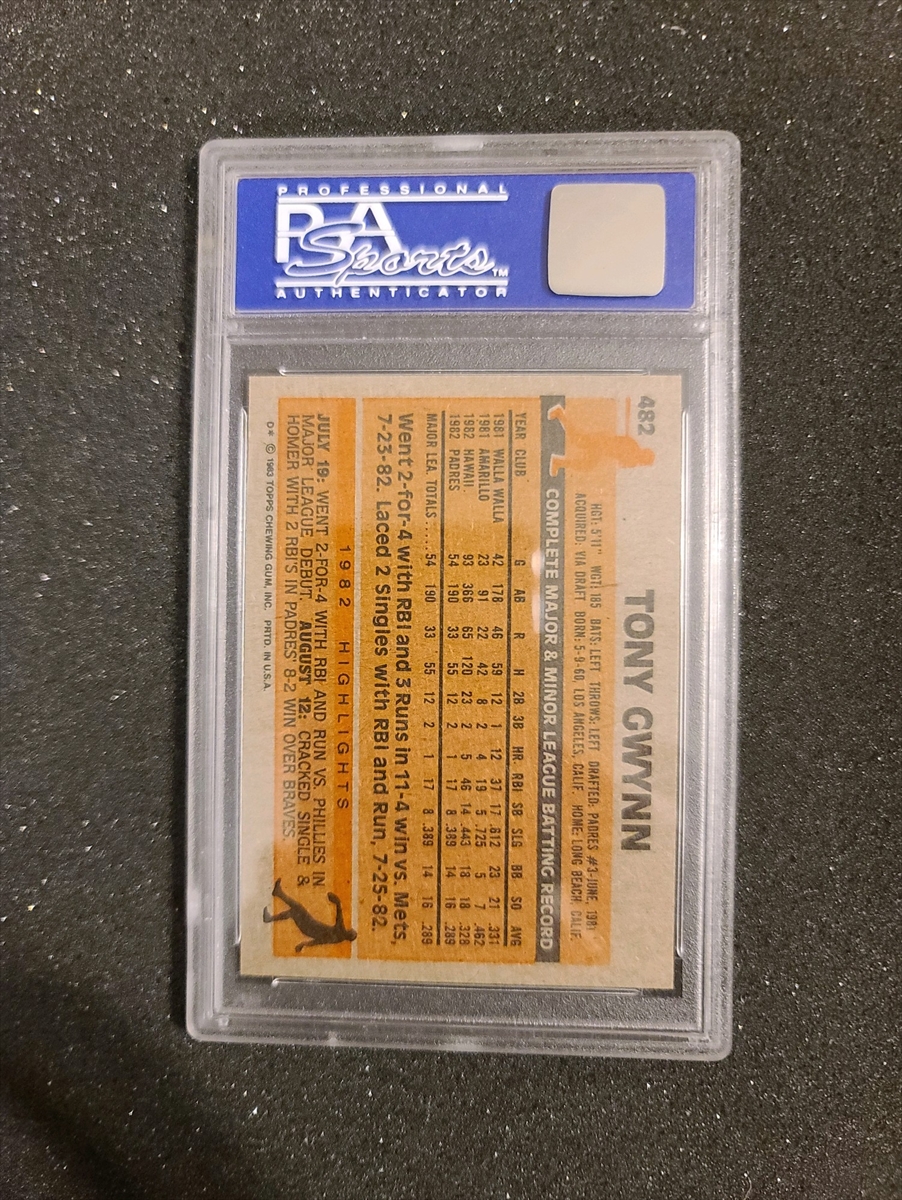 PROFESSIONAL
PSA
Sports™
AUTHENTICATOR
482
TONY GWYNN
HGT: 5'11" WGT: 185 BATS: LEFT THROWS: LEFT DRAFTED: PADRES #3-JUNE, 1981
ACQUIRED: VIA DRAFT BORN: 5-9-60, LOS ANGELES, CALIF. HOME: LONG BEACH, CALIF.
COMPLETE MAJOR & MINOR LEAGUE BATTING RECORD
YEAR CLUB G AB R H 2B 3B HR. RBI SB SLG BB SO AVG
1981 WALLA WALLA 42 178 46 59 12 1 12 37 17 .612 23 21 .331
1981 AMARILLO 23 91 22 42 8 2 4 19 5 .725 5 7 .462
1982 HAWAII 93 366 65 120 23 2 5 46 14 .443 18 18 .328
1982 PADRES 54 190 33 55 12 2 1 17 8 .389 14 16 .289
MAJOR LEA. TOTALS .... 54 190 33 55 12 2 1 17 8 .389 14 16 .289
Went 2-for-4 with RBI and 3 Runs in 11-4 win vs. Mets,
7-23-82. Laced 2 Singles with RBI and Run, 7-25-82.
1982 HIGHLIGHTS
JULY 19: WENT 2-FOR-4 WITH RBI AND RUN VS. PHILLIES IN
MAJOR LEAGUE DEBUT. AUGUST 12: CRACKED SINGLE &
HOMER WITH 2 RBI'S IN PADRES' 8-2 WIN OVER BRAVES.
D* © 1983 TOPPS CHEWING GUM, INC. PRTD. IN U.S.A.